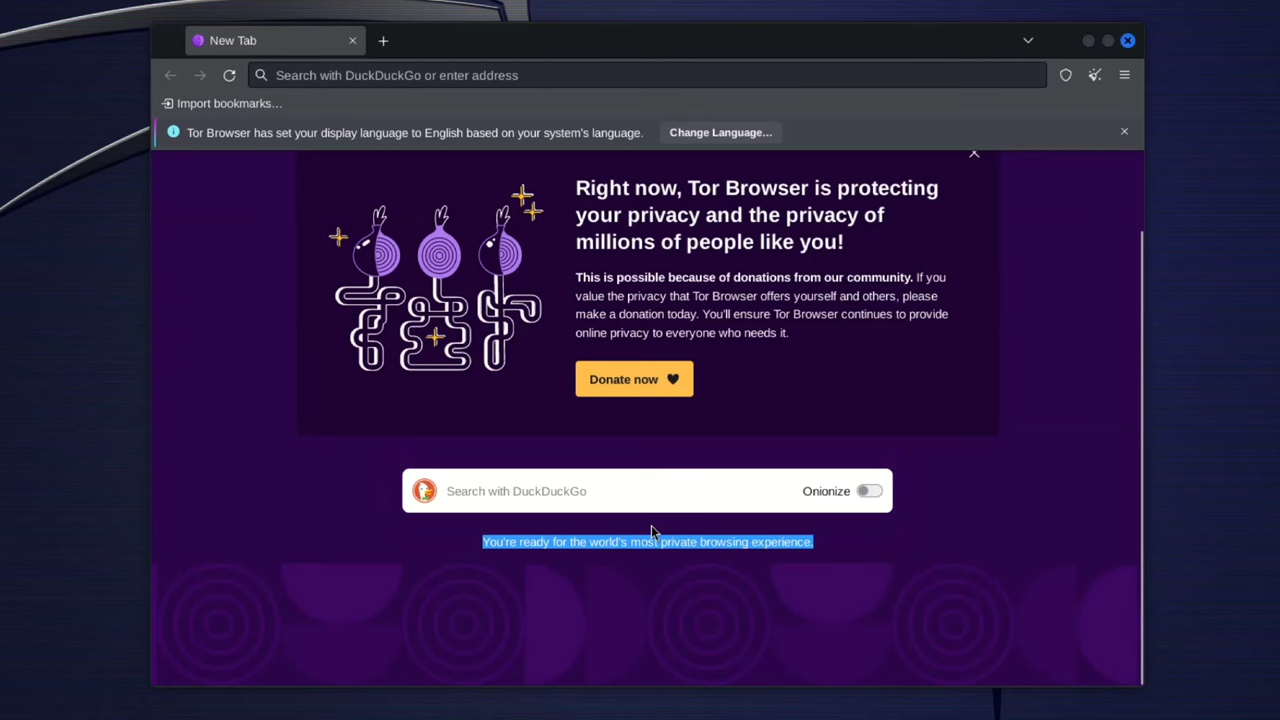 New Tab
Search with DuckDuckGo or enter address
Import bookmarks…
Tor Browser has set your display language to English based on your system's language.
Change Language...
Right now, Tor Browser is protecting
your privacy and the privacy of
millions of people like you!
This is possible because of donations from our community. If you
value the privacy that Tor Browser offers yourself and others, please
make a donation today. You'll ensure Tor Browser continues to provide
online privacy to everyone who needs it.
Donate now
Search with DuckDuckGo
Onionize
You're ready for the world's most private browsing experience.